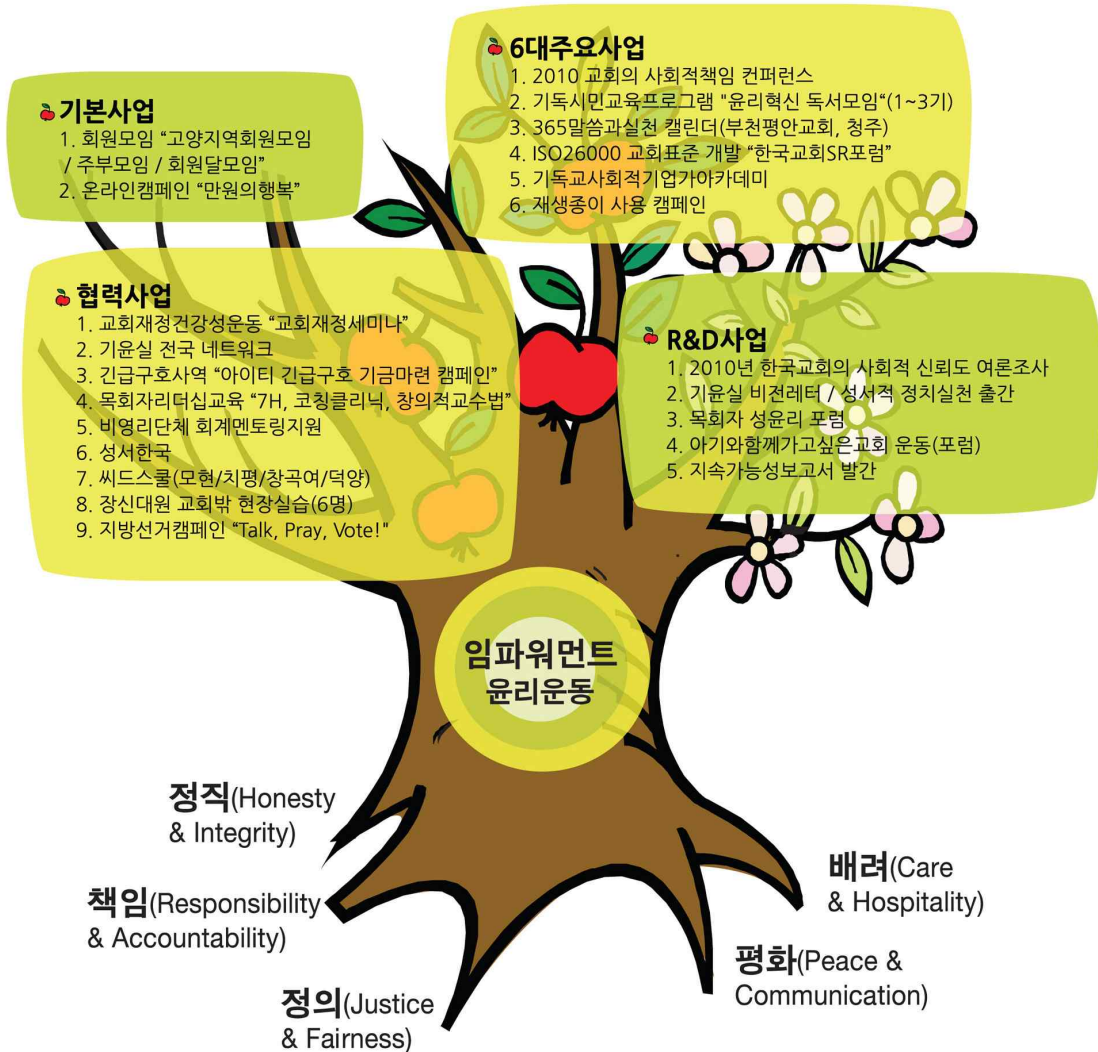 기본사업
1. 회원모임 “고양지역회원모임
/ 주부모임 / 회원달모임”
2. 온라인캠페인 “만원의행복”
6대주요사업
1. 2010 교회의 사회적책임 컨퍼런스
2. 기독시민교육프로그램 "윤리혁신 독서모임“(1~3기)
3. 365말씀과실천 캘린더(부천평안교회, 청주)
4. ISO26000 교회표준 개발 “한국교회SR포럼”
5. 기독교사회적기업가아카데미
6. 재생종이 사용 캠페인
협력사업
1. 교회재정건강성운동 “교회재정세미나”
2. 기윤실 전국 네트워크
3. 긴급구호사역 “아이티 긴급구호 기금마련 캠페인”
4. 목회자리더십교육 “7H, 코칭클리닉, 창의적교수법”
5. 비영리단체 회계멘토링지원
6. 성서한국
7. 씨드스쿨(모현/치평/창곡여/덕양)
8. 장신대원 교회밖 현장실습(6명)
9. 지방선거캠페인 “Talk, Pray, Vote!"
R&D사업
1. 2010년 한국교회의 사회적 신뢰도 여론조사
2. 기윤실 비전레터 / 성서적 정치실천 출간
3. 목회자 성윤리 포럼
4. 아기와함께가고싶은교회 운동(포럼)
5. 지속가능성보고서 발간
임파워먼트
윤리운동
정직(Honesty
& Integrity)
책임(Responsibility
& Accountability)
정의(Justice
& Fairness)
배려(Care
& Hospitality)
평화(Peace &
Communication)